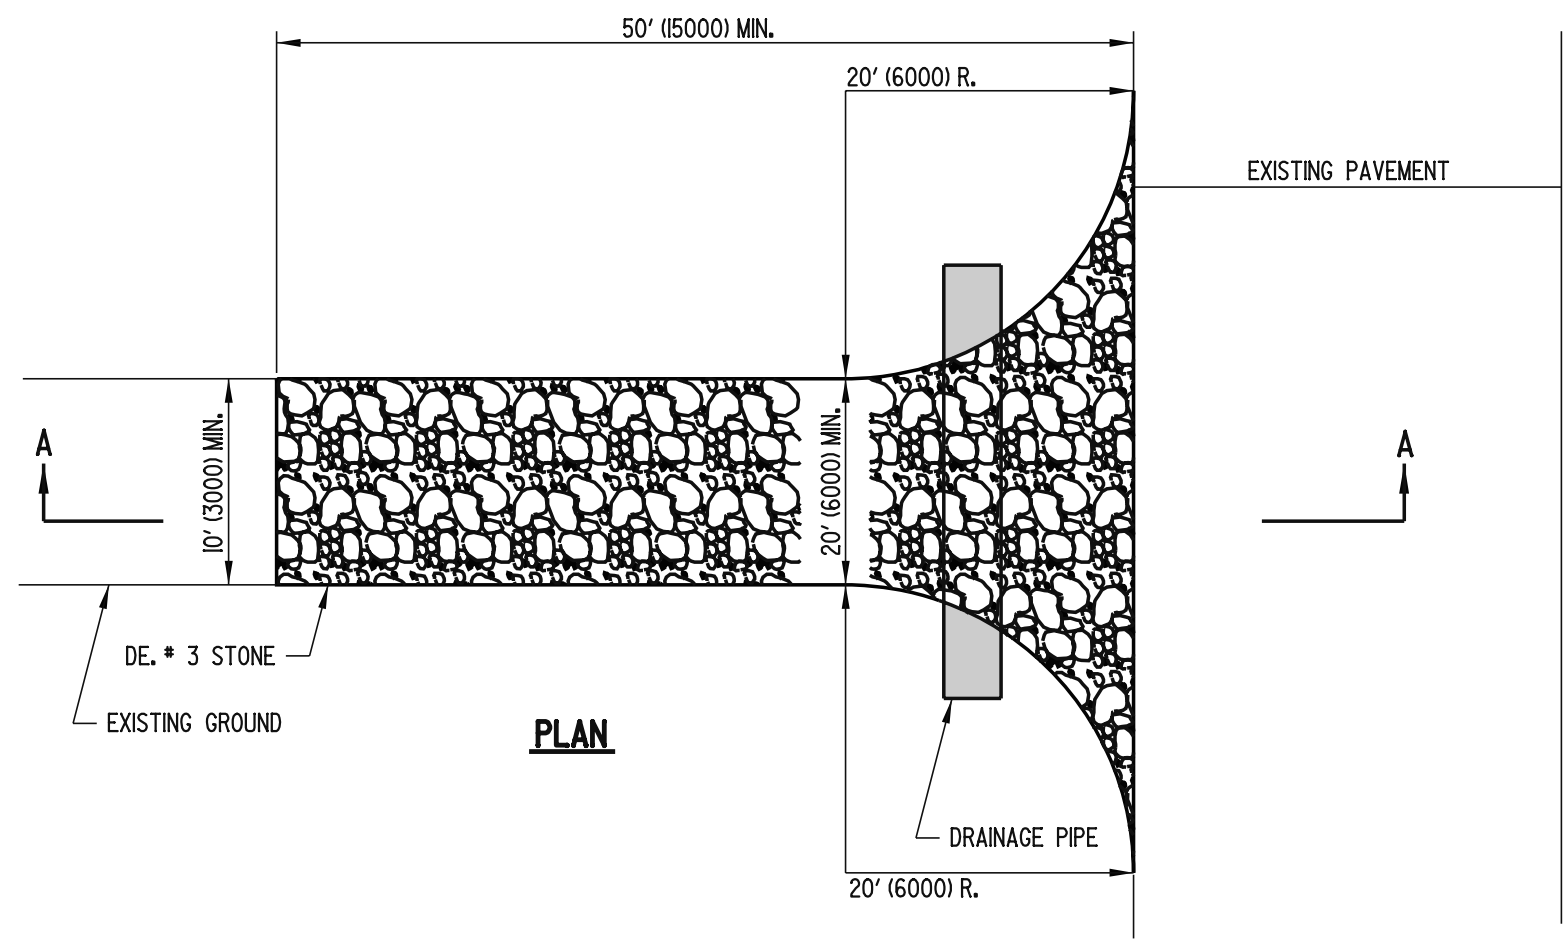 50' (15000) MIN.
20' (6000) R.
EXISTING PAVEMENT
A
10' (3000) MIN.
20' (6000) MIN.
A
DE. # 3 STONE
EXISTING GROUND
PLAN
DRAINAGE PIPE
20' (6000) R.